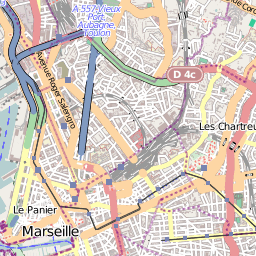 A 557-Vieux
Port
Aubagne
Toulon
Avenue Roger Salengro
D 4c
Les Chartreu
Le Panier
Marseille